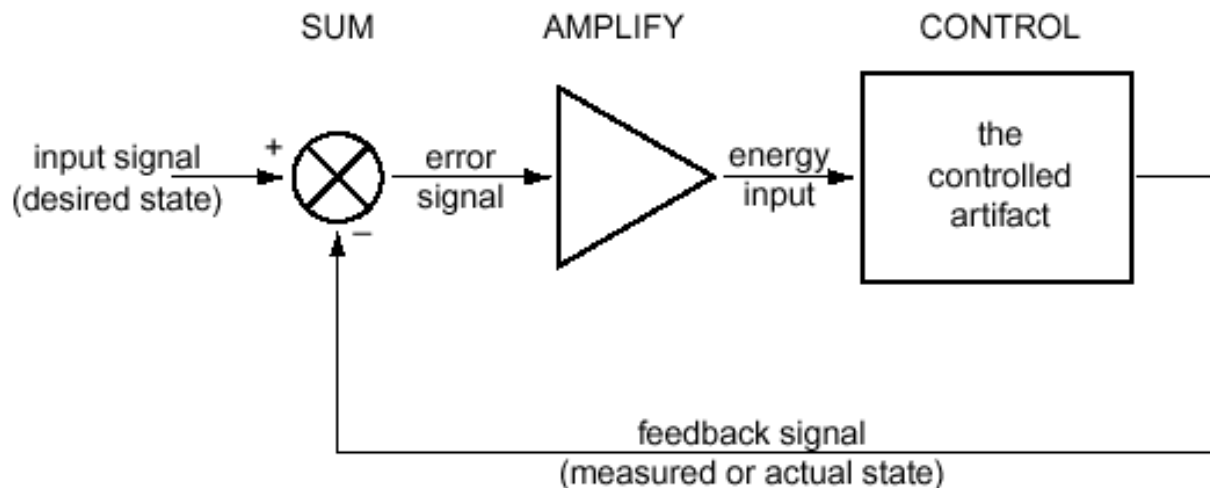 SUM
AMPLIFY
CONTROL
input signal
(desired state)
+
–
error
signal
energy
input
the
controlled
artifact
feedback signal
(measured or actual state)